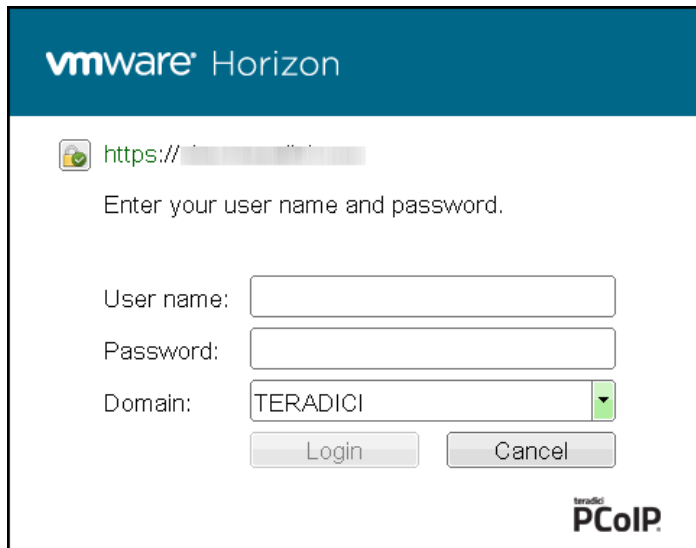 vmware® Horizon
https://
Enter your user name and password.
User name:
Password:
Domain: TERADICI
Login Cancel
teradici
PCoIP®